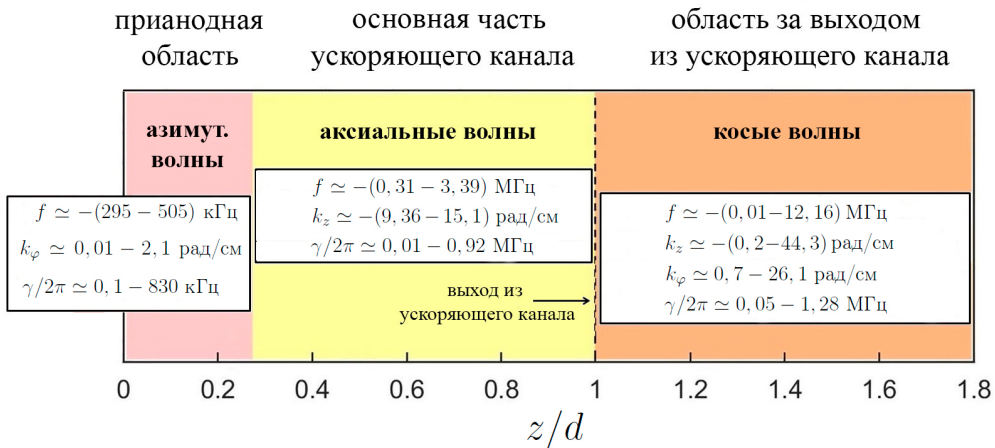 прианодная
область
основная часть
ускоряющего канала
область за выходом
из ускоряющего канала
азимут.
волны
f ≃ −(295 − 505) кГц
k_φ ≃ 0, 01 − 2, 1 рад/см
γ/2π ≃ 0, 1 − 830 кГц
аксиальные волны
f ≃ −(0, 31 − 3, 39) МГц
k_z ≃ −(9, 36−15, 1) рад/см
γ/2π ≃ 0, 01 − 0, 92 МГц
выход из
ускоряющего канала
косые волны
f ≃ −(0, 01−12, 16) МГц
k_z ≃ −(0, 2−44, 3) рад/см
k_φ ≃ 0, 7 − 26, 1 рад/см
γ/2π ≃ 0, 05 − 1, 28 МГц
0 0.2 0.4 0.6 0.8 1 1.2 1.4 1.6 1.8
z/d